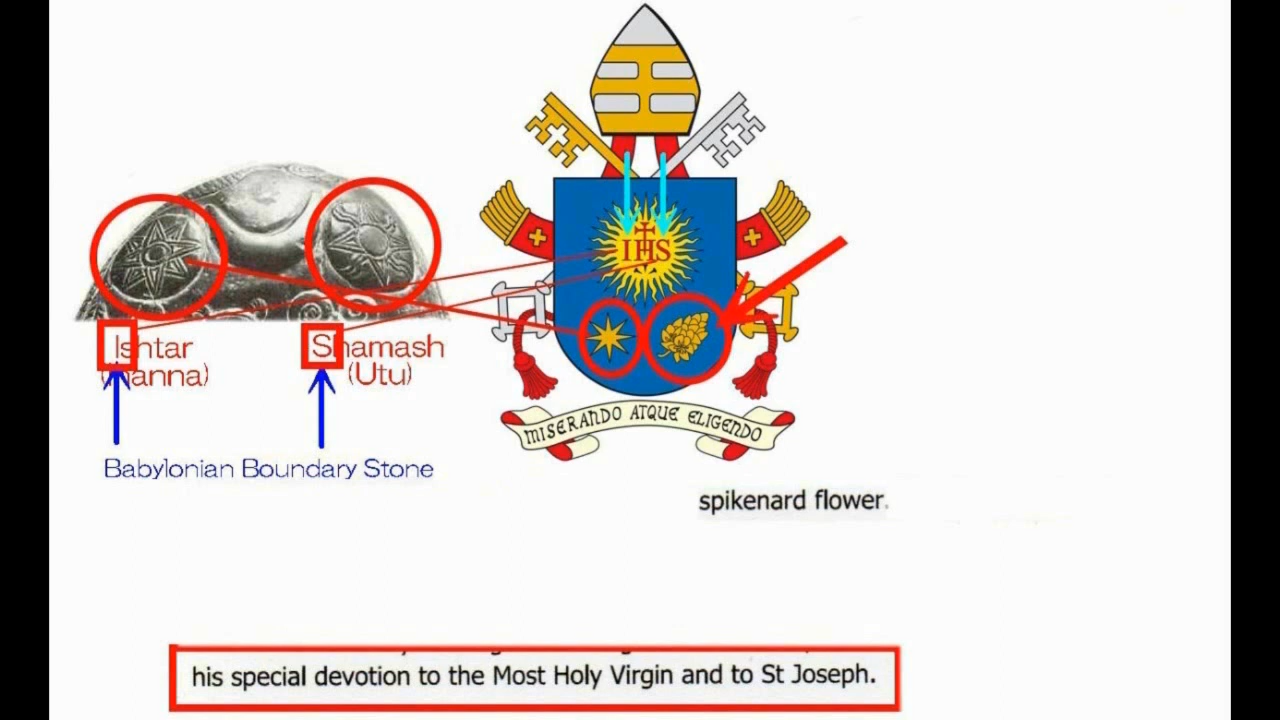 IHS
Ishtar
(Inanna)
Shamash
(Utu)
MISERANDO ATQUE ELIGENDO
Babylonian Boundary Stone
spikenard flower.
his special devotion to the Most Holy Virgin and to St Joseph.